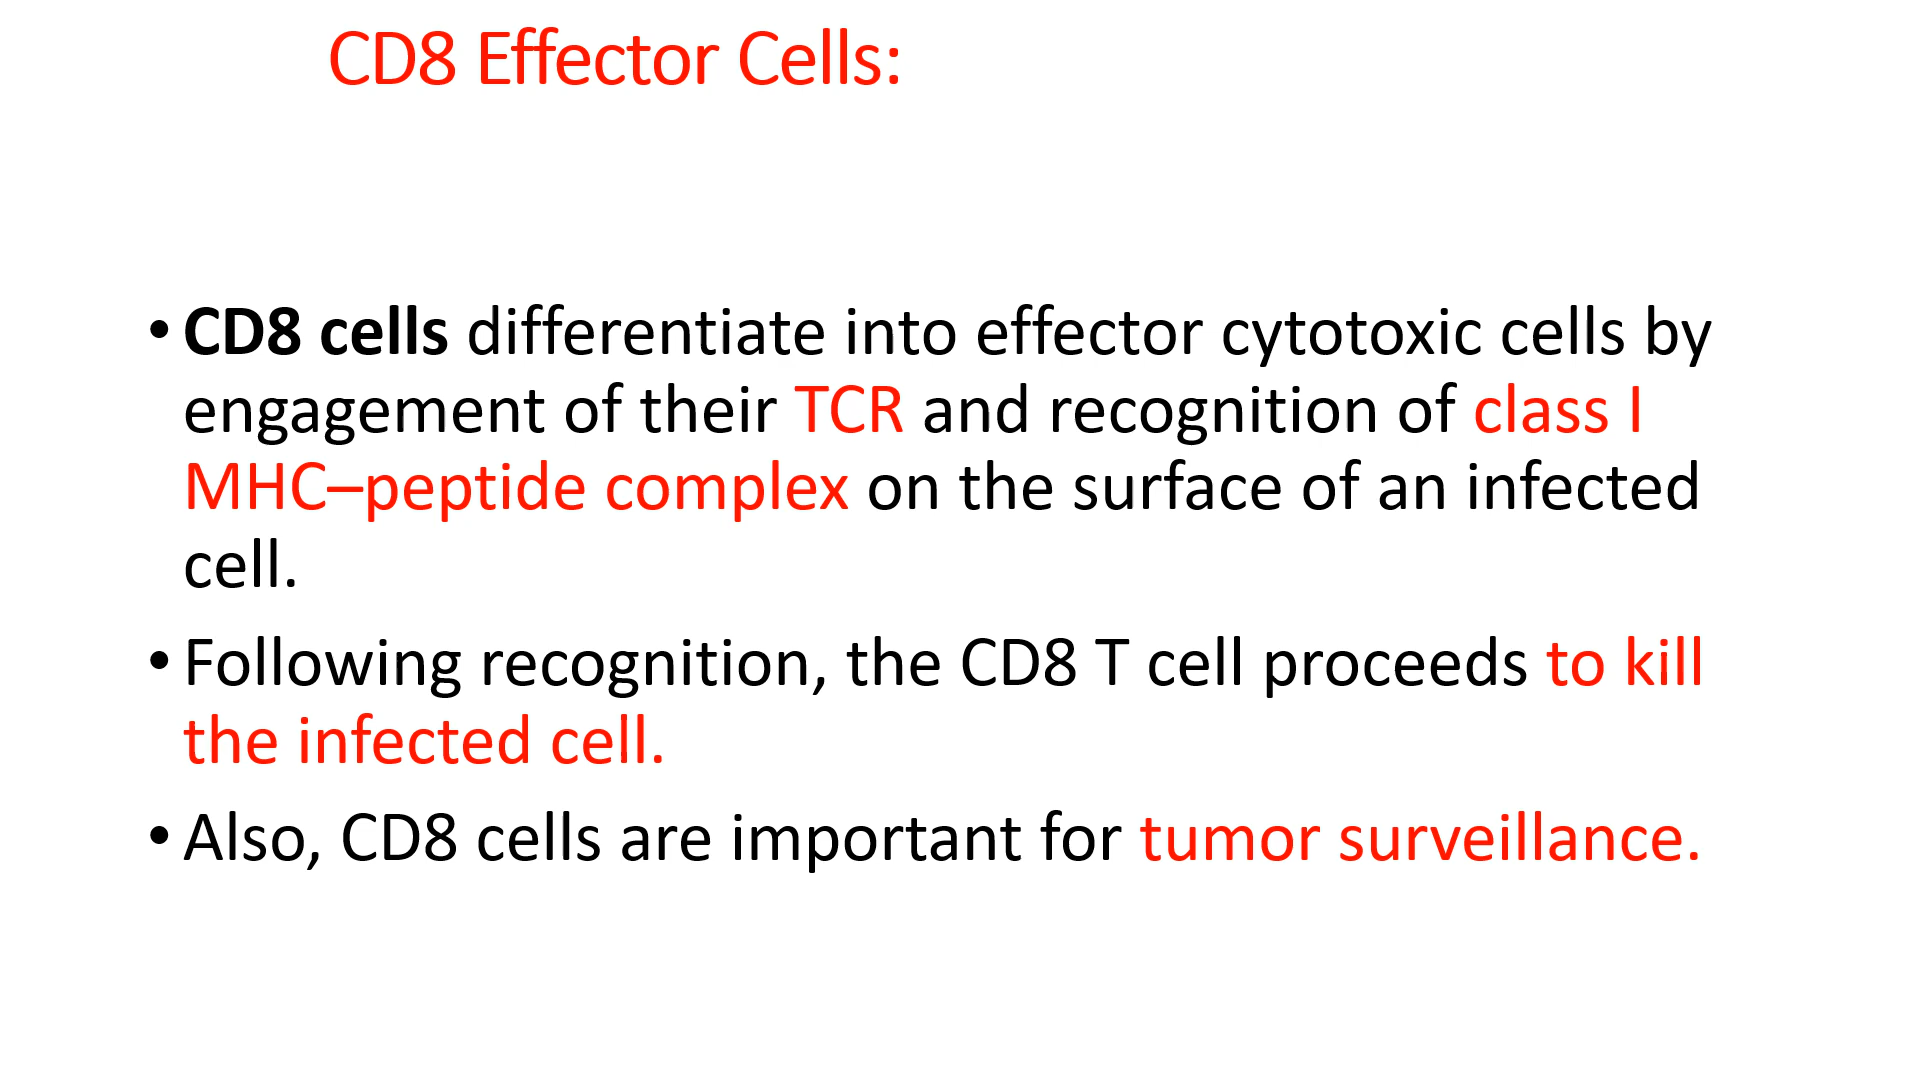 CD8 Effector Cells:
• CD8 cells differentiate into effector cytotoxic cells by
engagement of their TCR and recognition of class I
MHC–peptide complex on the surface of an infected
cell.
• Following recognition, the CD8 T cell proceeds to kill
the infected cell.
• Also, CD8 cells are important for tumor surveillance.